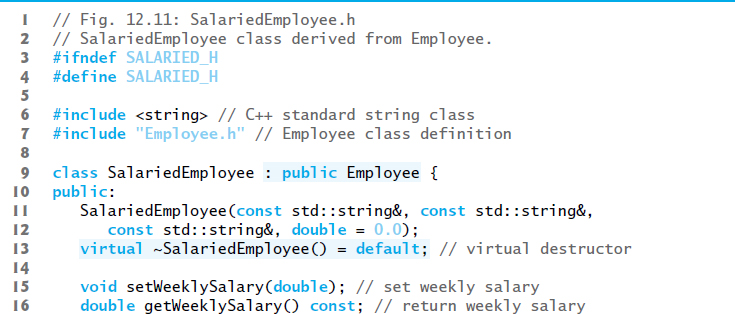 1 // Fig. 12.11: SalariedEmployee.h
2 // SalariedEmployee class derived from Employee.
3 #ifndef SALARIED_H
4 #define SALARIED_H
5
6 #include <string> // C++ standard string class
7 #include "Employee.h" // Employee class definition
8
9 class SalariedEmployee : public Employee {
10 public:
11    SalariedEmployee(const std::string&, const std::string&,
12       const std::string&, double = 0.0);
13    virtual ~SalariedEmployee() = default; // virtual destructor
14
15    void setWeeklySalary(double); // set weekly salary
16    double getWeeklySalary() const; // return weekly salary